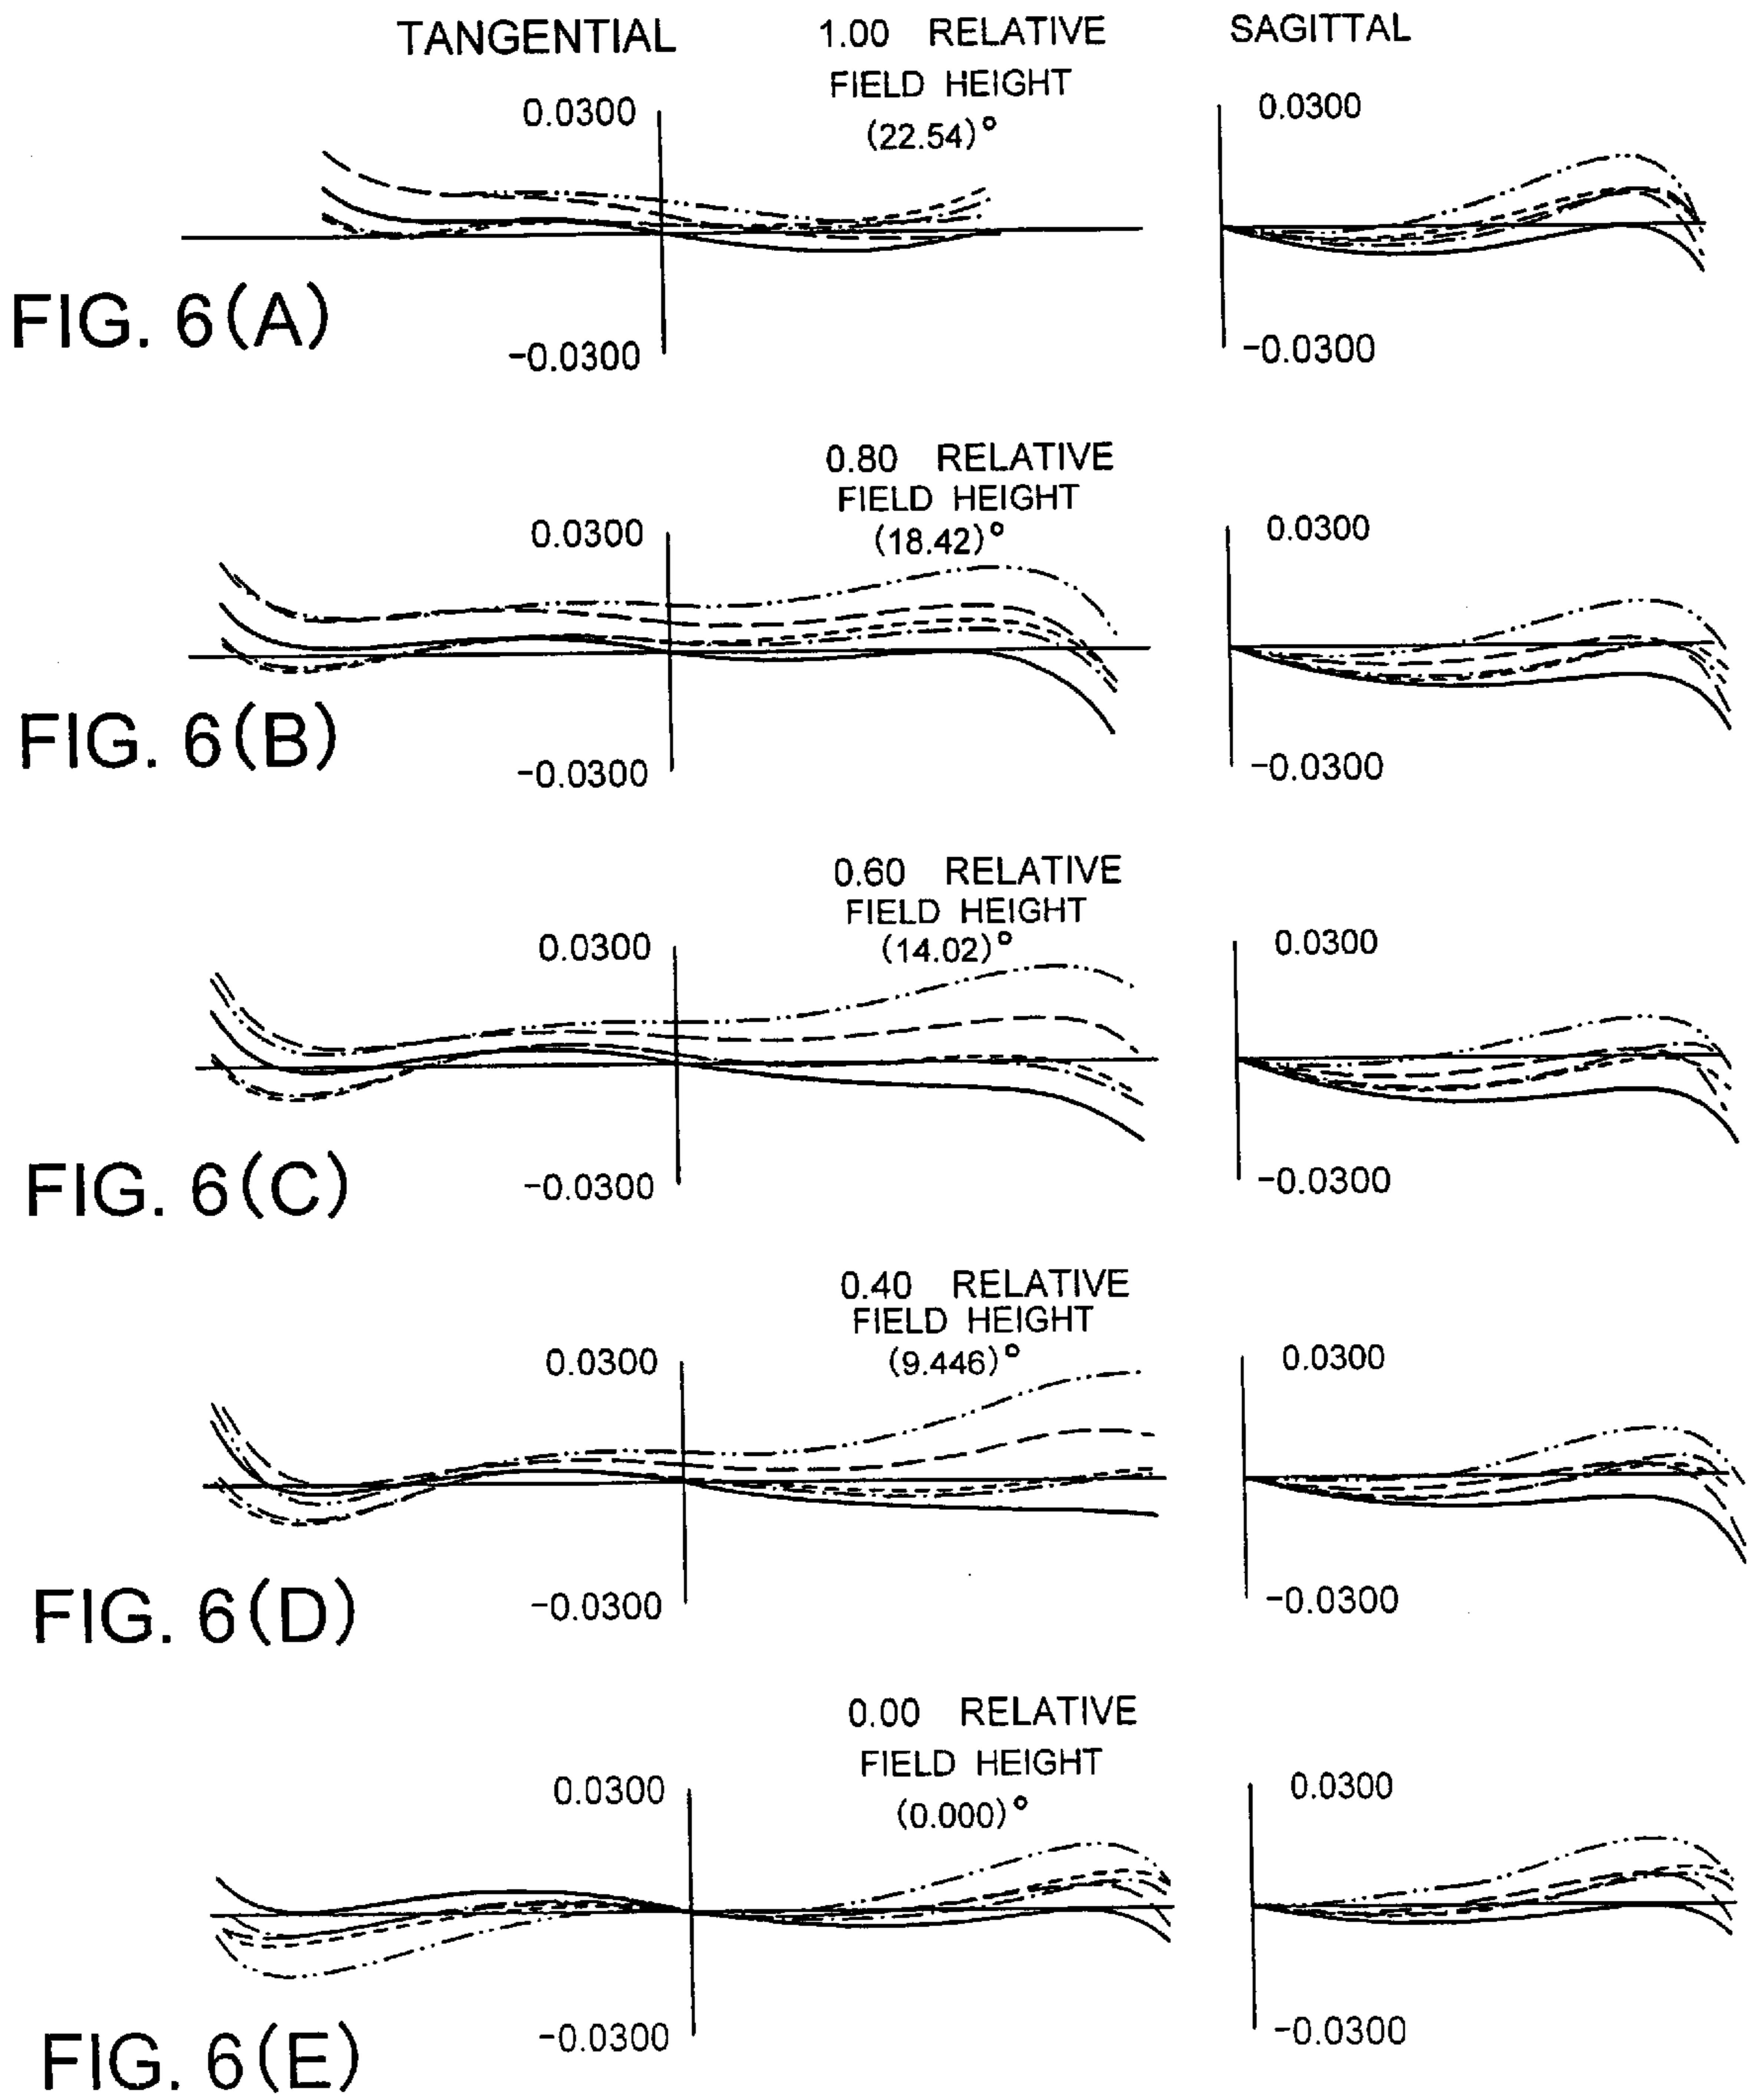 TANGENTIAL
1.00 RELATIVE
FIELD HEIGHT
(22.54)°
SAGITTAL
0.0300
0.0300
FIG. 6(A)
-0.0300
-0.0300
0.80 RELATIVE
FIELD HEIGHT
(18.42)°
0.0300
0.0300
FIG. 6(B)
-0.0300
-0.0300
0.60 RELATIVE
FIELD HEIGHT
(14.02)°
0.0300
0.0300
FIG. 6(C)
-0.0300
-0.0300
0.40 RELATIVE
FIELD HEIGHT
(9.446)°
0.0300
0.0300
FIG. 6(D)
-0.0300
-0.0300
0.00 RELATIVE
FIELD HEIGHT
(0.000)°
0.0300
0.0300
FIG. 6(E)
-0.0300
-0.0300